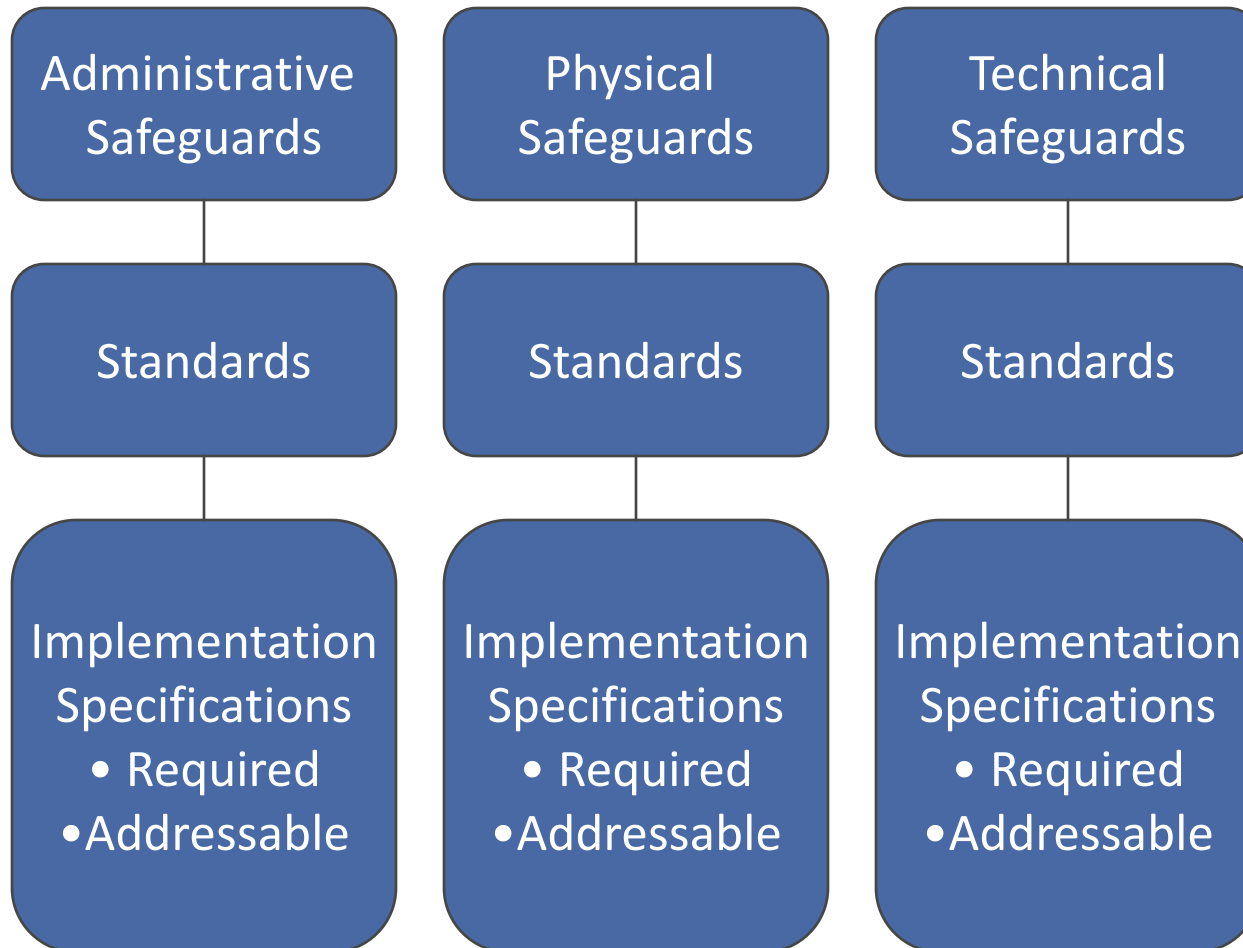 Administrative
Safeguards
Physical
Safeguards
Technical
Safeguards
Standards
Standards
Standards
Implementation
Specifications
• Required
•Addressable
Implementation
Specifications
• Required
•Addressable
Implementation
Specifications
• Required
•Addressable